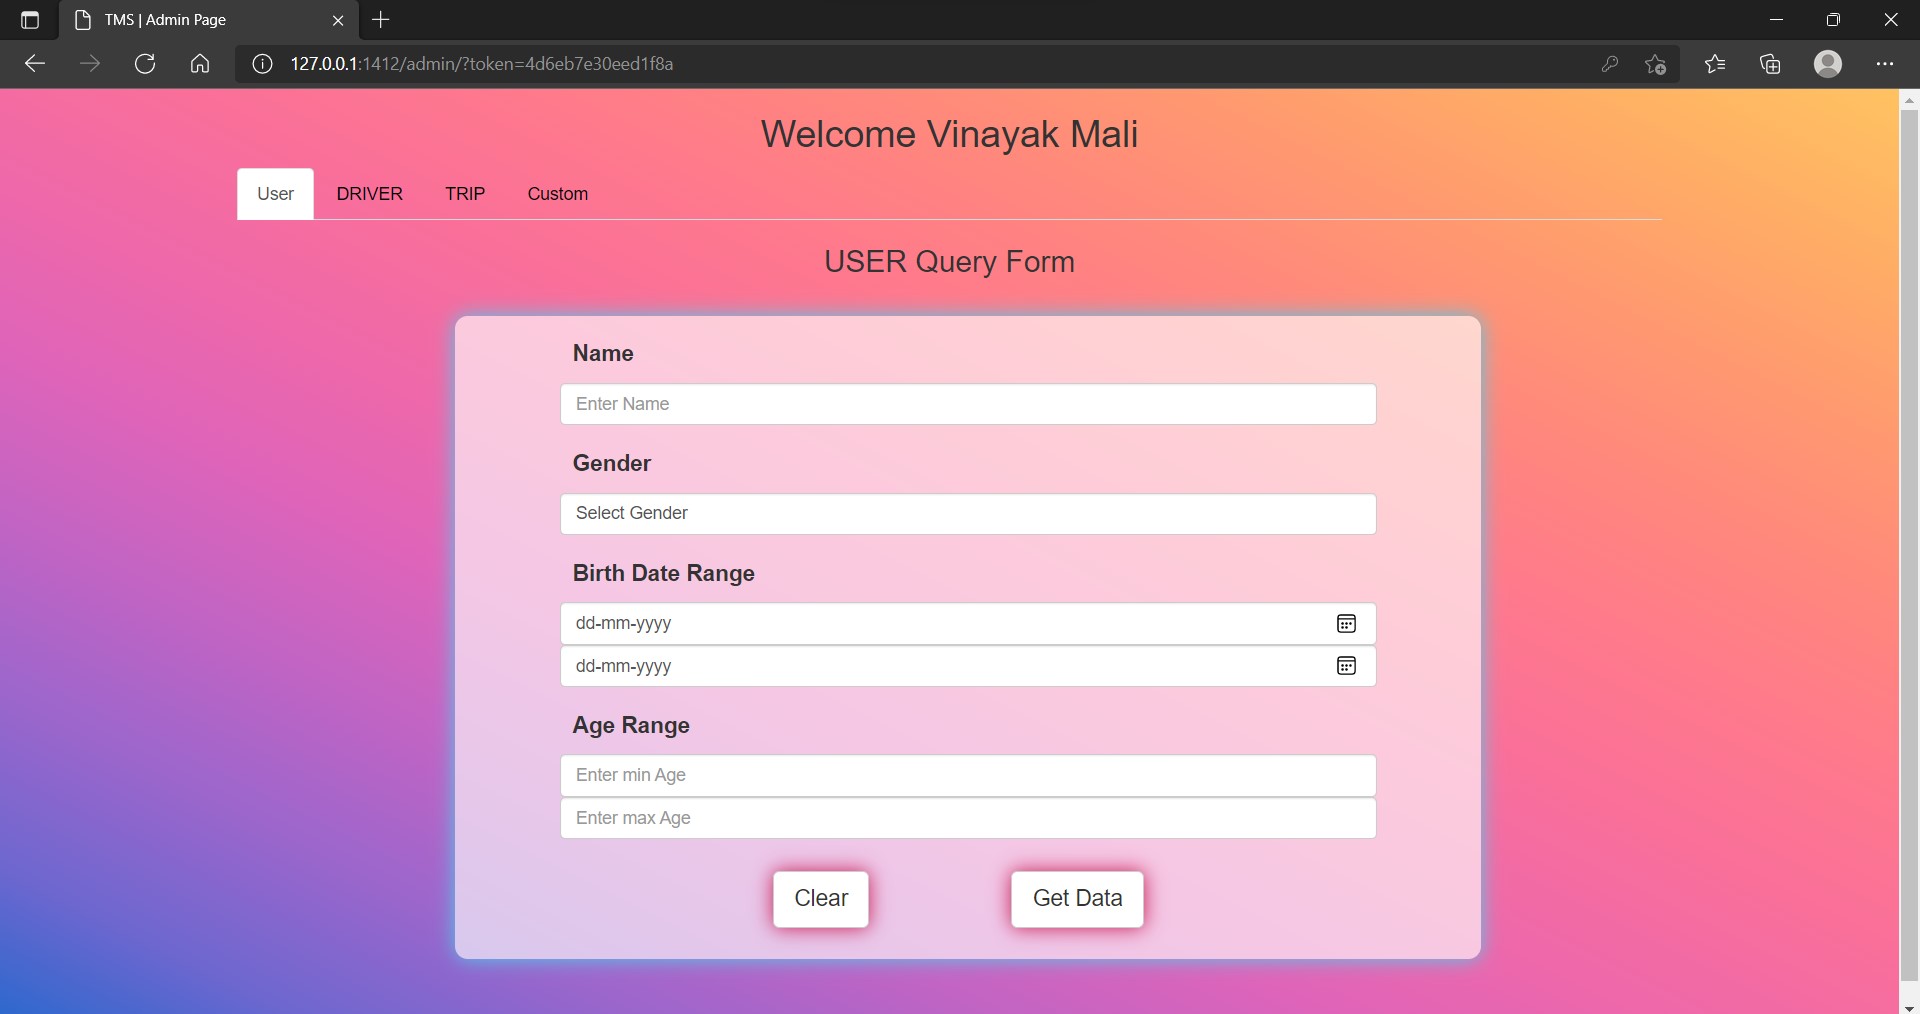 TMS | Admin Page
127.0.0.1:1412/admin/?token=4d6eb7e30eed1f8a
Welcome Vinayak Mali
User DRIVER TRIP Custom
USER Query Form
Name
Enter Name
Gender
Select Gender
Birth Date Range
dd-mm-yyyy
dd-mm-yyyy
Age Range
Enter min Age
Enter max Age
Clear Get Data